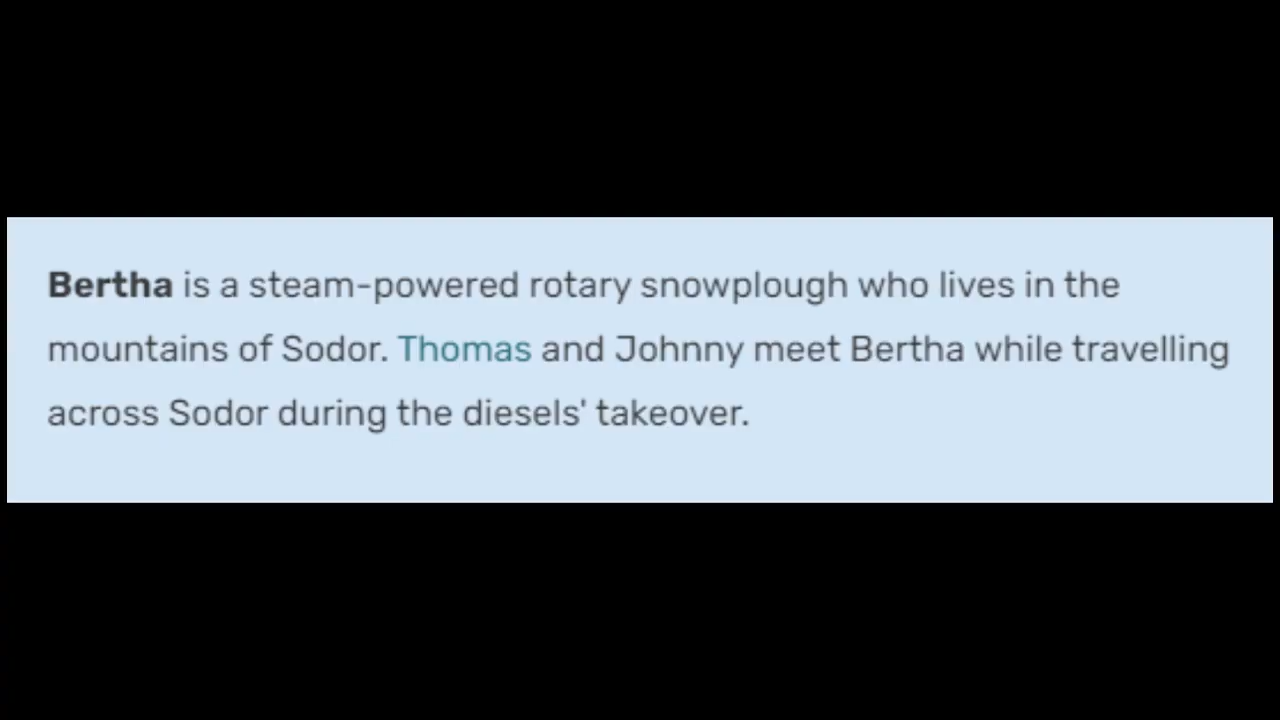 Bertha is a steam-powered rotary snowplough who lives in the
mountains of Sodor. Thomas and Johnny meet Bertha while travelling
across Sodor during the diesels' takeover.